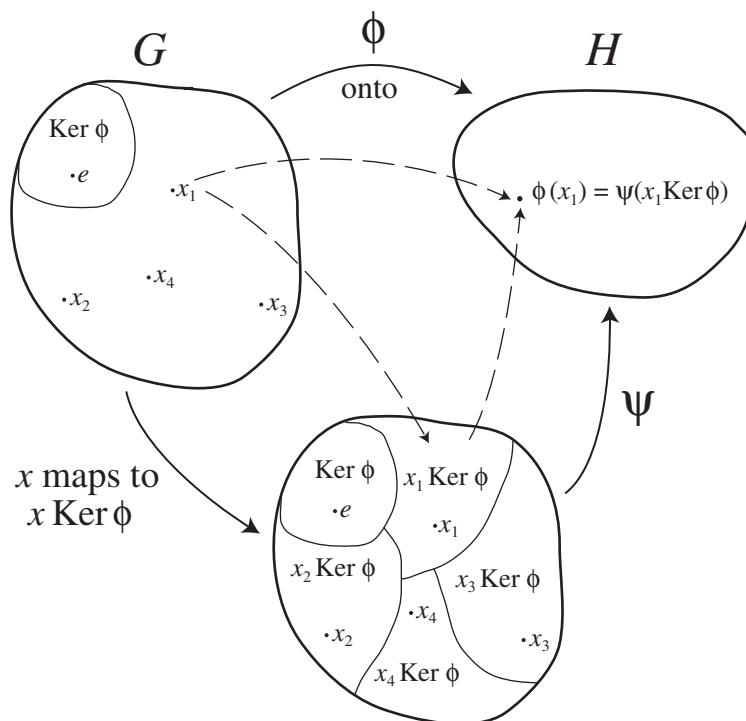 G
ϕ
onto
H
Ker ϕ
e
x₁
x₂
x₄
x₃
ϕ(x₁) = ψ(x₁Ker ϕ)
x maps to
x Ker ϕ
ψ
Ker ϕ
e
x₁ Ker ϕ
x₁
x₂ Ker ϕ
x₂
x₃ Ker ϕ
x₃
x₄
x₄ Ker ϕ